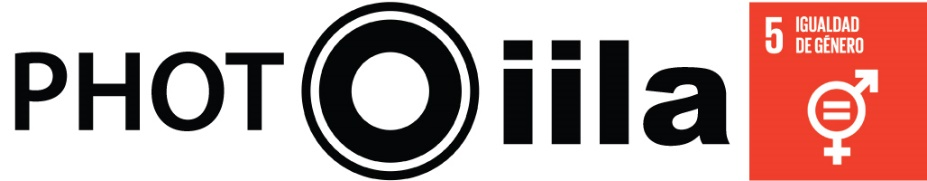 PHOTOiila
5 IGUALDAD
DE GÉNERO